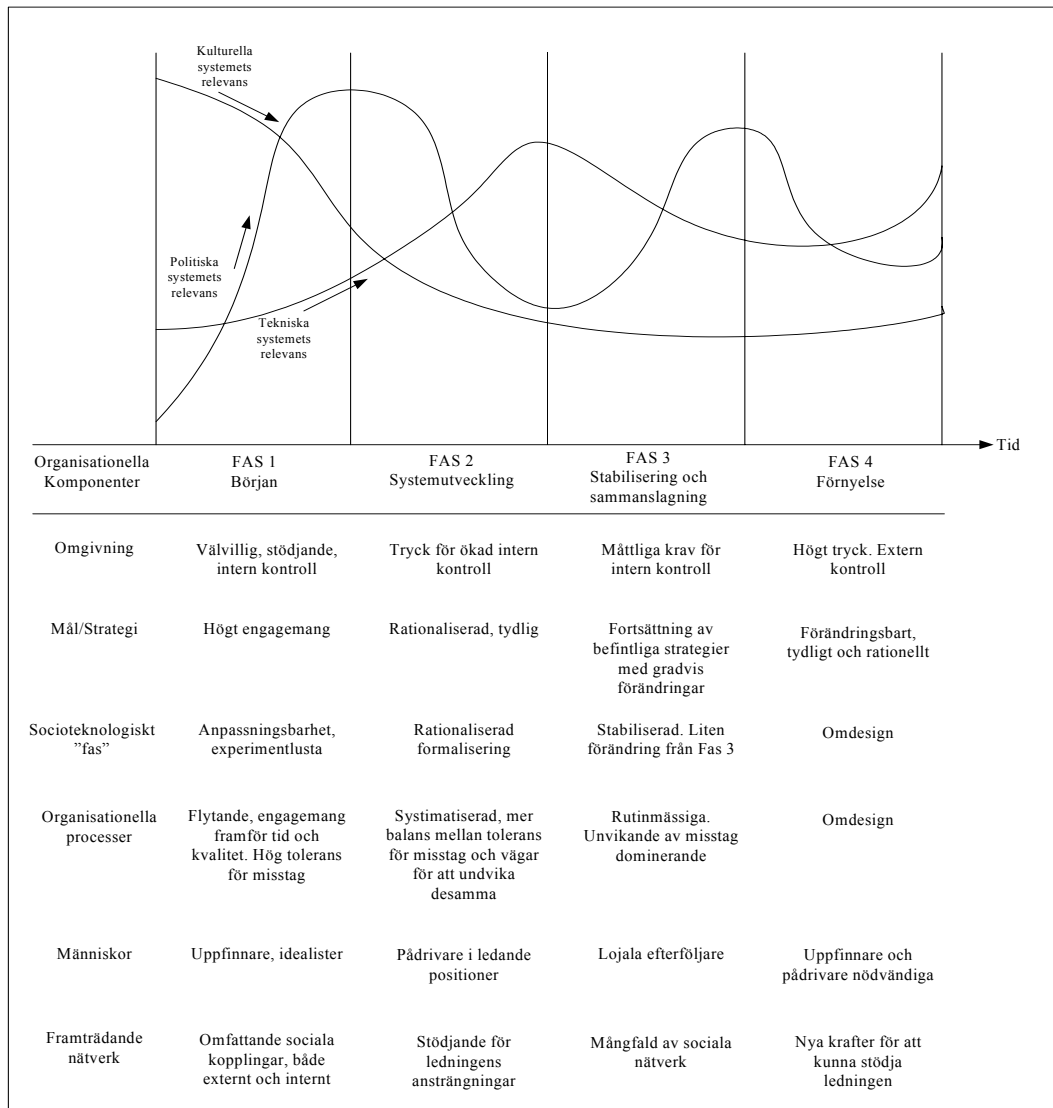 Kulturella
systemets
relevans
Politiska
systemets
relevans
Tekniska
systemets
relevans
Tid
Organisationella
Komponenter
FAS 1
Början
FAS 2
Systemutveckling
FAS 3
Stabilisering och
sammanslagning
FAS 4
Förnyelse
Omgivning
Välvillig, stödjande,
intern kontroll
Tryck för ökad intern
kontroll
Måttliga krav för
intern kontroll
Högt tryck. Extern
kontroll
Mål/Strategi
Högt engagemang
Rationaliserad, tydlig
Fortsättning av
befintliga strategier
med gradvis
förändringar
Förändringsbart,
tydligt och rationellt
Socioteknologiskt
”fas”
Anpassningsbarhet,
experimentlusta
Rationaliserad
formalisering
Stabiliserad. Liten
förändring från Fas 3
Omdesign
Organisationella
processer
Flytande, engagemang
framför tid och
kvalitet. Hög tolerans
för misstag
Systimatiserad, mer
balans mellan tolerans
för misstag och vägar
för att undvika
desamma
Rutinmässiga.
Unvikande av misstag
dominerande
Omdesign
Människor
Uppfinnare, idealister
Pådrivare i ledande
positioner
Lojala efterföljare
Uppfinnare och
pådrivare nödvändiga
Framträdande
nätverk
Omfattande sociala
kopplingar, både
externt och internt
Stödjande för
ledningens
ansträngningar
Mångfald av sociala
nätverk
Nya krafter för att
kunna stödja
ledningen